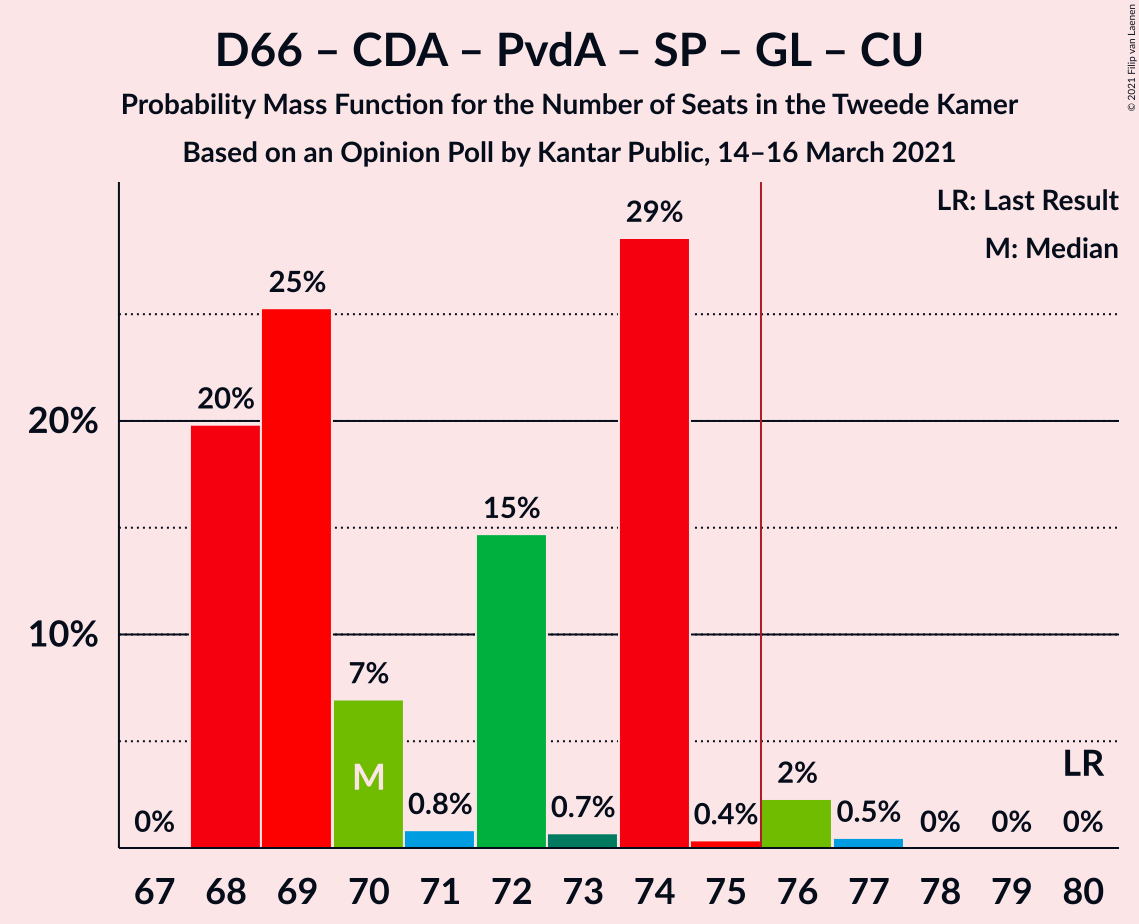 D66 – CDA – PvdA – SP – GL – CU
Probability Mass Function for the Number of Seats in the Tweede Kamer
Based on an Opinion Poll by Kantar Public, 14–16 March 2021
© 2021 Filip van Laenen
LR: Last Result
M: Median
20%
10%
0%
20%
25%
7%
M
0.8%
15%
0.7%
29%
0.4%
2%
0.5%
0%
0%
LR
0%
67 68 69 70 71 72 73 74 75 76 77 78 79 80